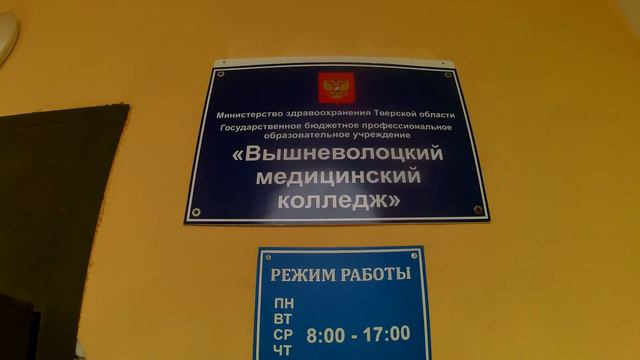 Министерство здравоохранения Тверской области
Государственное бюджетное профессиональное
образовательное учреждение
«Вышневолоцкий
медицинский
колледж»
РЕЖИМ РАБОТЫ
ПН
ВТ
СР 8:00 - 17:00
ЧТ